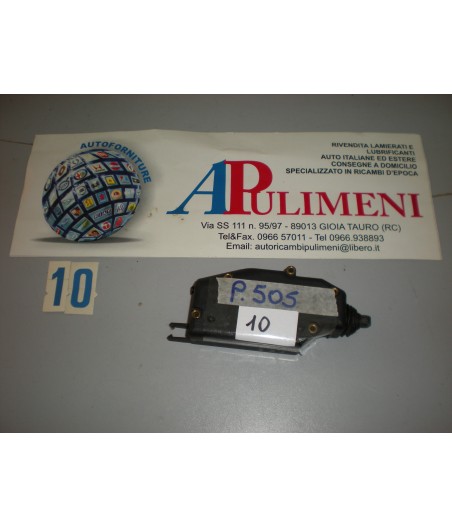 AUTOFORNITURE
APULIMENI
RIVENDITA LAMIERATI E
LUBRIFICANTI
AUTO ITALIANE ED ESTERE
CONSEGNE A DOMICILIO
SPECIALIZZATO IN RICAMBI D'EPOCA
Via SS 111 n. 95/97 - 89013 GIOIA TAURO (RC)
Tel&Fax. 0966 57011 - Tel 0966.938893
Email: autoricambipulimeni@libero.it
10
P. 505
10